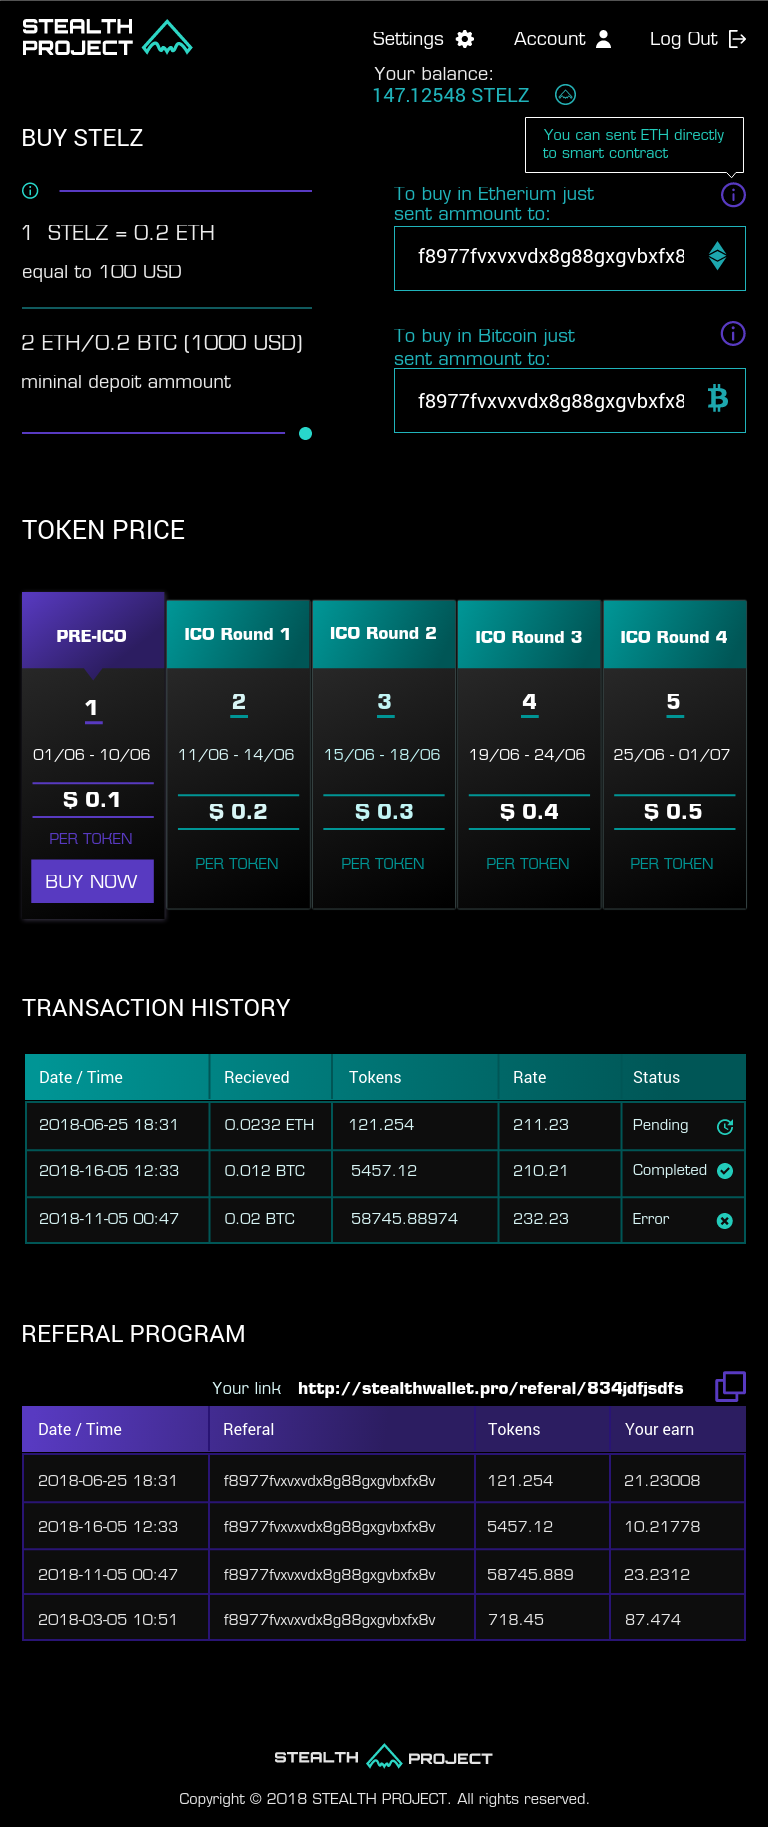 STEALTH
PROJECT
Settings
Account
Log Out
Your balance:
147.12548 STELZ
BUY STELZ
You can sent ETH directly
to smart contract
1 STELZ = 0.2 ETH
equal to 100 USD
2 ETH/0.2 BTC (1000 USD)
mininal depoit ammount
To buy in Etherium just
sent ammount to:
f8977fvxvxvdx8g88gxgvbxfx8
To buy in Bitcoin just
sent ammount to:
f8977fvxvxvdx8g88gxgvbxfx8
TOKEN PRICE
PRE-ICO
1
01/06 - 10/06
$ 0.1
PER TOKEN
BUY NOW
ICO Round 1
2
11/06 - 14/06
$ 0.2
PER TOKEN
ICO Round 2
3
15/06 - 18/06
$ 0.3
PER TOKEN
ICO Round 3
4
19/06 - 24/06
$ 0.4
PER TOKEN
ICO Round 4
5
25/06 - 01/07
$ 0.5
PER TOKEN
TRANSACTION HISTORY
Date / Time Recieved Tokens Rate Status
2018-06-25 18:31 0.0232 ETH 121.254 211.23 Pending
2018-16-05 12:33 0.012 BTC 5457.12 210.21 Completed
2018-11-05 00:47 0.02 BTC 58745.88974 232.23 Error
REFERAL PROGRAM
Your link http://stealthwallet.pro/referal/834jdfjsdfs
Date / Time Referal Tokens Your earn
2018-06-25 18:31 f8977fvxvxvdx8g88gxgvbxfx8v 121.254 21.23008
2018-16-05 12:33 f8977fvxvxvdx8g88gxgvbxfx8v 5457.12 10.21778
2018-11-05 00:47 f8977fvxvxvdx8g88gxgvbxfx8v 58745.889 23.2312
2018-03-05 10:51 f8977fvxvxvdx8g88gxgvbxfx8v 718.45 87.474
STEALTH PROJECT
Copyright © 2018 STEALTH PROJECT. All rights reserved.